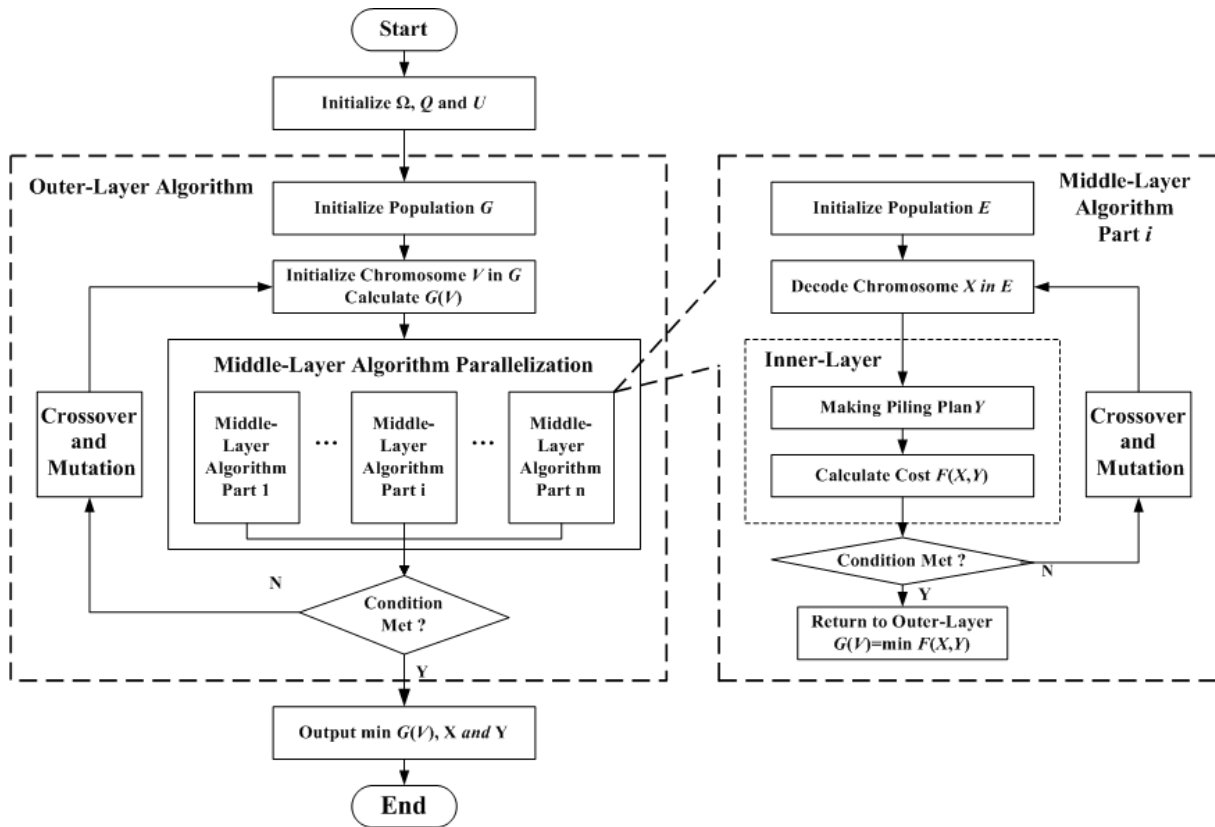 Start
Initialize Ω, Q and U
Outer-Layer Algorithm
Initialize Population G
Initialize Chromosome V in G
Calculate G(V)
Middle-Layer Algorithm Parallelization
Middle-
Layer
Algorithm
Part 1
...
Middle-
Layer
Algorithm
Part i
...
Middle-
Layer
Algorithm
Part n
Crossover
and
Mutation
N
Condition
Met ?
Y
Output min G(V), X and Y
End
Middle-Layer
Algorithm
Part i
Initialize Population E
Decode Chromosome X in E
Inner-Layer
Making Piling Plan Y
Calculate Cost F(X,Y)
Crossover
and
Mutation
Condition Met ?
N
Y
Return to Outer-Layer
G(V)=min F(X,Y)